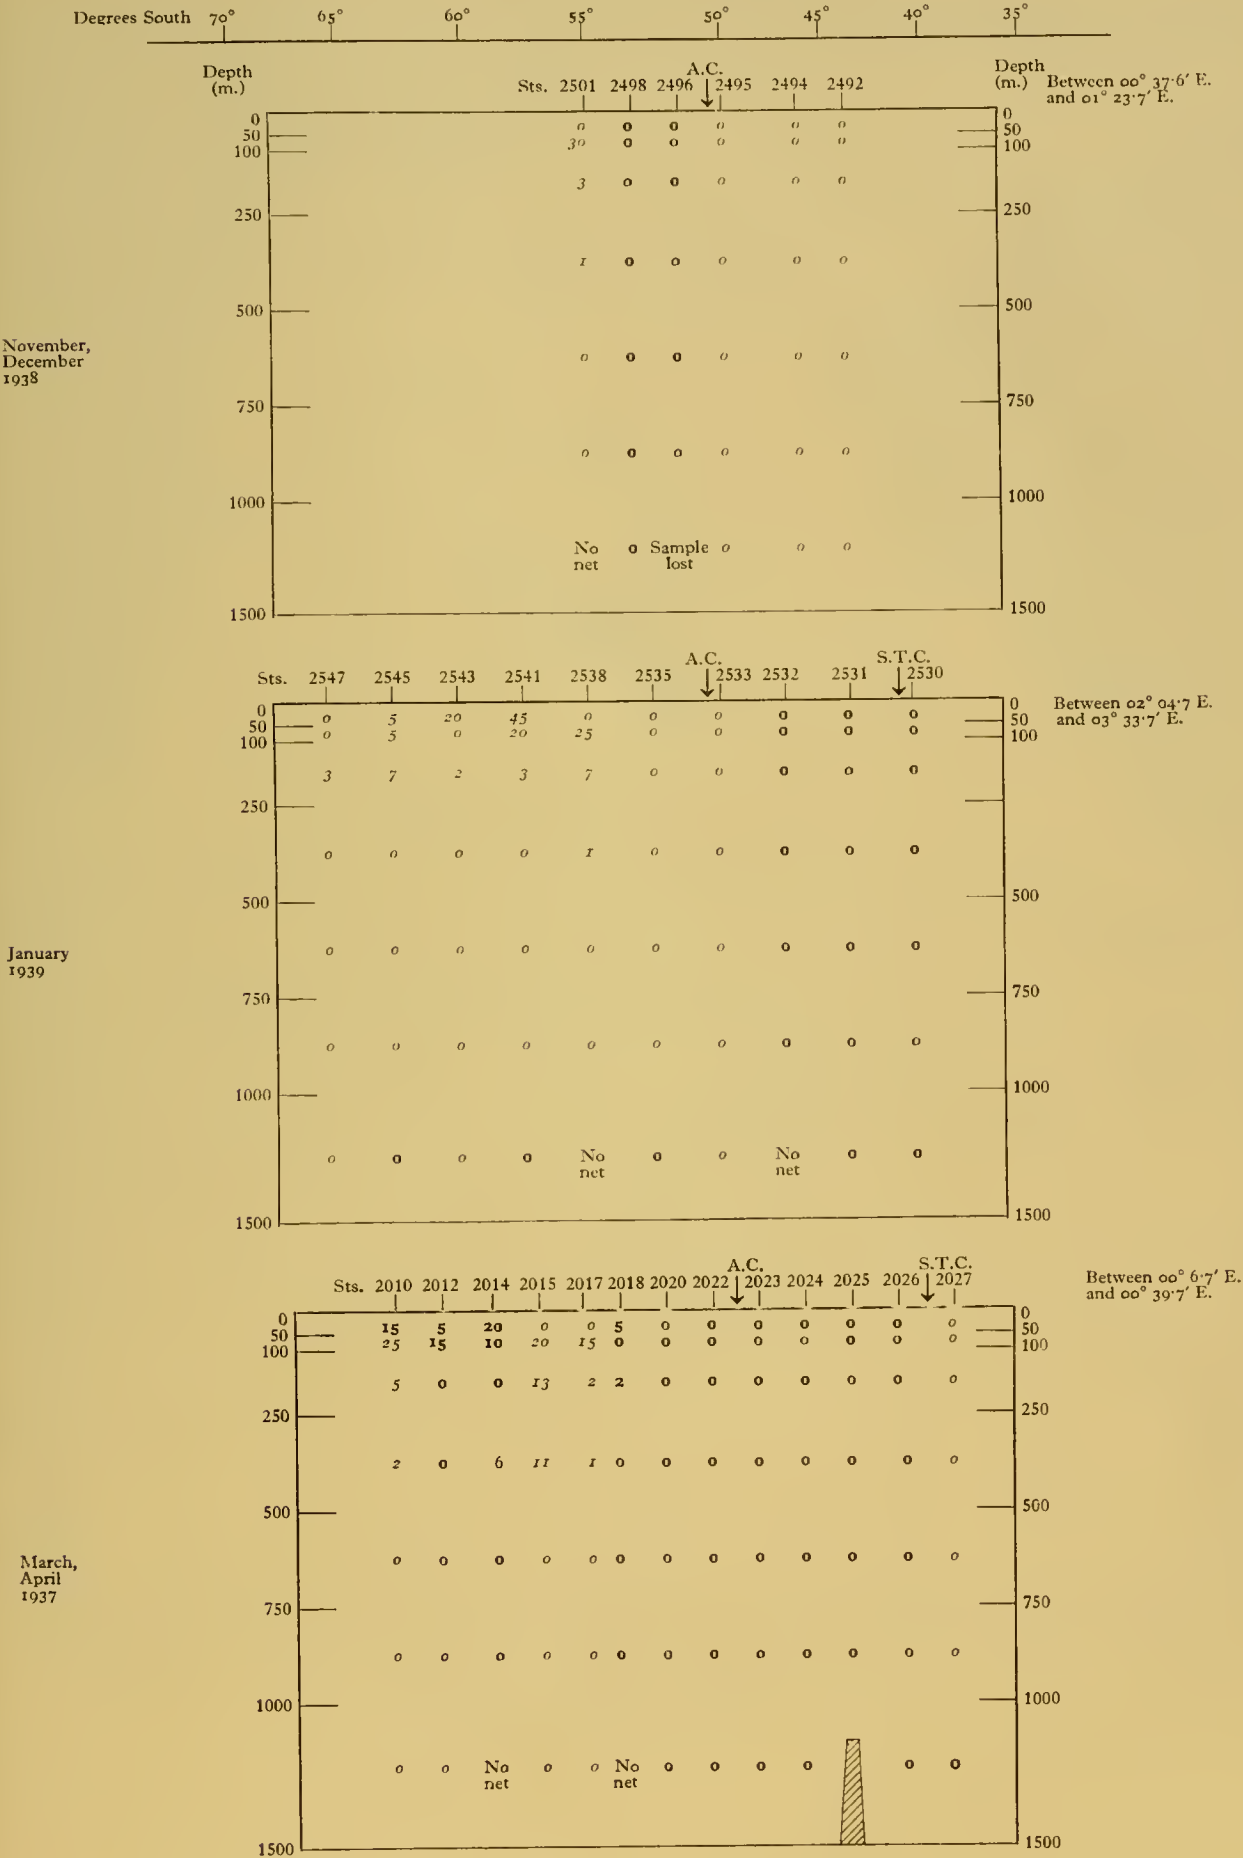 Degrees South 70° 65° 60° 55° 50° 45° 40° 35°
November,
December
1938
Depth
(m.)
A.C.
Depth
(m.)
Between 00° 37·6′ E.
and 01° 23·7′ E.
Sts. 2501 2498 2496 2495 2494 2492
0 0 0 0 0 0 0 0
50 50
100 30 0 0 0 0 0 100
3 0 0 0 0 0
250 250
1 0 0 0 0 0
500 500
0 0 0 0 0 0
750 750
0 0 0 0 0 0
1000 1000
No
net
0 Sample
lost
0 0 0
1500 1500
January
1939
A.C. S.T.C.
Sts. 2547 2545 2543 2541 2538 2535 2533 2532 2531 2530
Between 02° 04·7 E.
and 03° 33·7′ E.
0 0
0 5 20 45 0 0 0 0 0 0
50 50
0 5 0 20 25 0 0 0 0 0
100 100
3 7 2 3 7 0 0 0 0 0
250
0 0 0 0 1 0 0 0 0 0
500 500
0 0 0 0 0 0 0 0 0 0
750 750
0 0 0 0 0 0 0 0 0 0
1000 1000
0 0 0 0 No
net
0 0 No
net
0 0
1500 1500
March,
April
1937
A.C. S.T.C.
Sts. 2010 2012 2014 2015 2017 2018 2020 2022 2023 2024 2025 2026 2027
Between 00° 6·7′ E.
and 00° 39·7′ E.
0 0
15 5 20 0 0 5 0 0 0 0 0 0 0
50 50
25 15 10 20 15 0 0 0 0 0 0 0 0
100 100
5 0 0 13 2 2 0 0 0 0 0 0 0
250 250
2 0 6 11 1 0 0 0 0 0 0 0 0
500 500
0 0 0 0 0 0 0 0 0 0 0 0 0
750 750
0 0 0 0 0 0 0 0 0 0 0 0 0
1000 1000
0 0 No
net
0 0 No
net
0 0 0 0 0 0
1500 1500